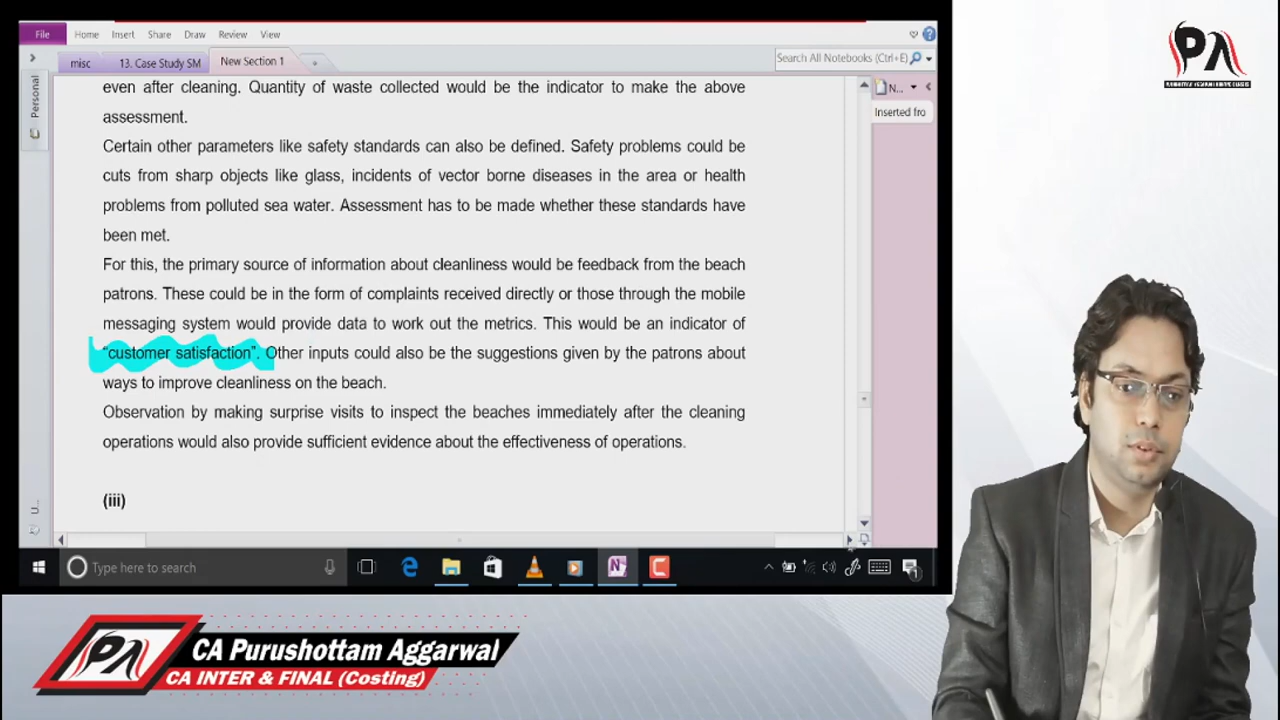 File
Home
Insert
Share
Draw
Review
View
misc
13. Case Study SM
New Section 1
Search All Notebooks (Ctrl+E)
Personal
N...
Inserted fro
even after cleaning. Quantity of waste collected would be the indicator to make the above
assessment.
Certain other parameters like safety standards can also be defined. Safety problems could be
cuts from sharp objects like glass, incidents of vector borne diseases in the area or health
problems from polluted sea water. Assessment has to be made whether these standards have
been met.
For this, the primary source of information about cleanliness would be feedback from the beach
patrons. These could be in the form of complaints received directly or those through the mobile
messaging system would provide data to work out the metrics. This would be an indicator of
“customer satisfaction”. Other inputs could also be the suggestions given by the patrons about
ways to improve cleanliness on the beach.
Observation by making surprise visits to inspect the beaches immediately after the cleaning
operations would also provide sufficient evidence about the effectiveness of operations.
(iii)
U...
Type here to search
1
PA
PA
CA Purushottam Aggarwal
CA INTER & FINAL (Costing)